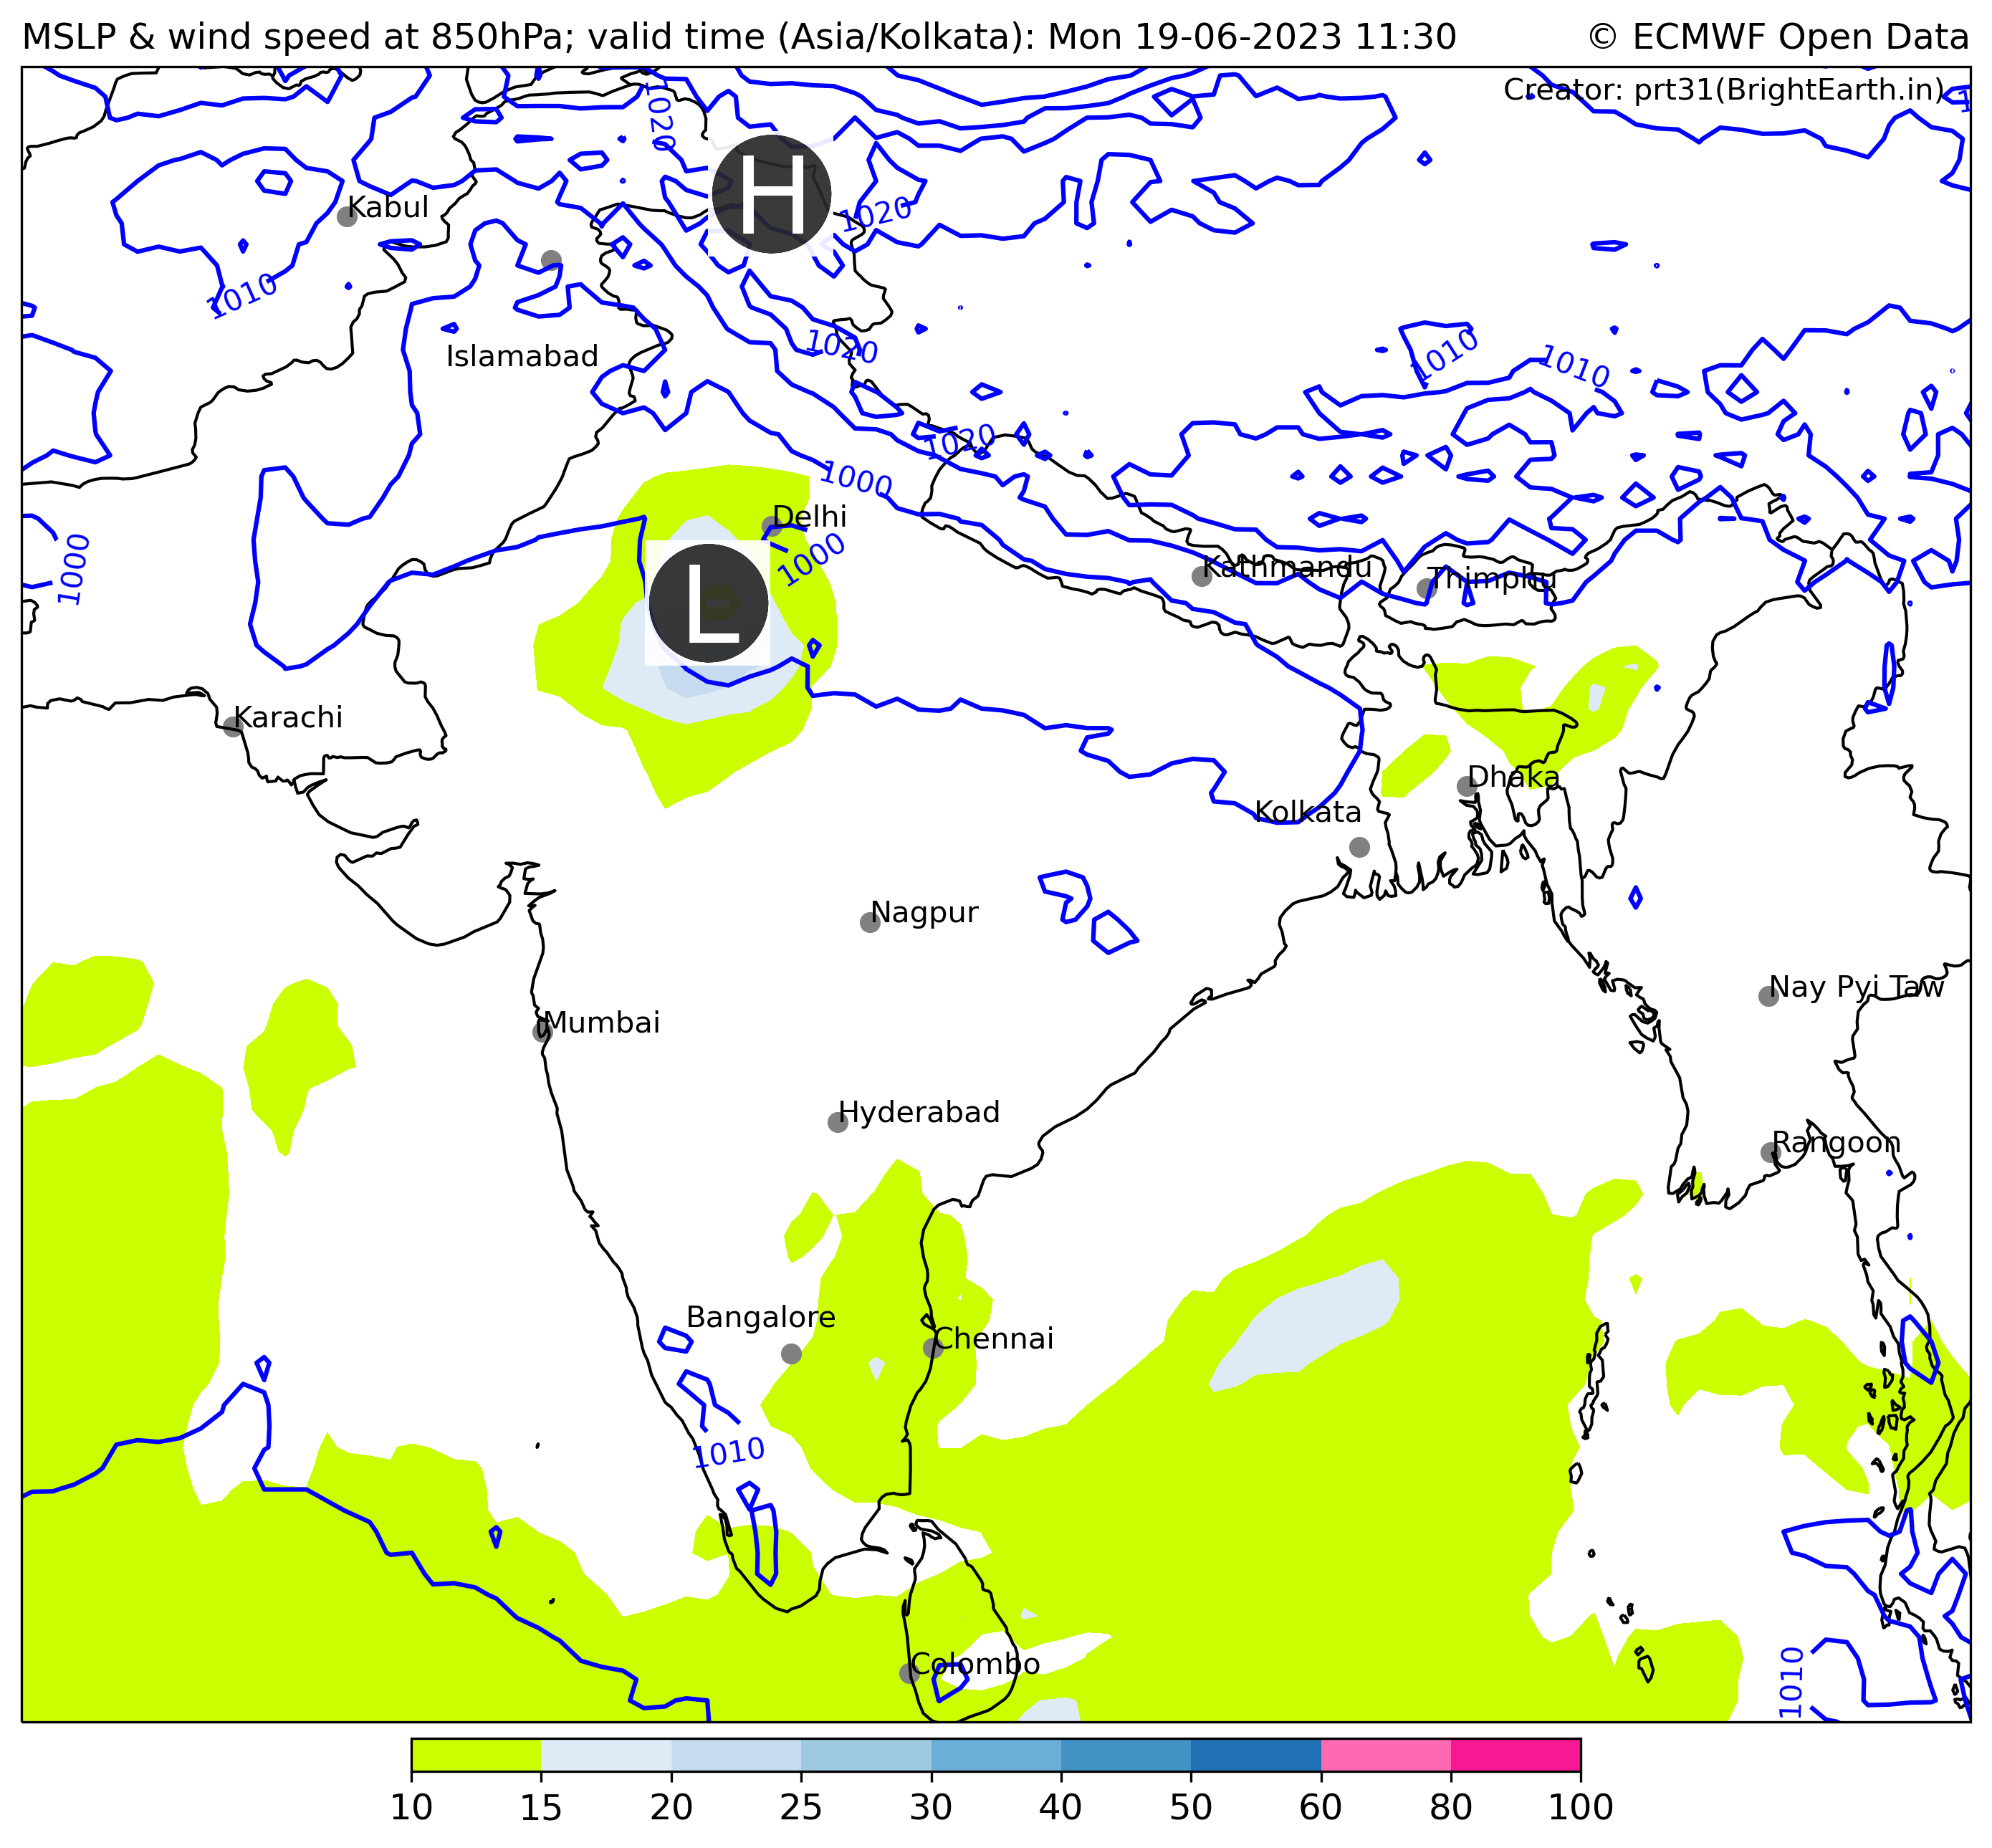 MSLP & wind speed at 850hPa; valid time (Asia/Kolkata): Mon 19-06-2023 11:30
© ECMWF Open Data
Creator: prt31(BrightEarth.in)
1020
H
Kabul
1020
1010
1020
1010
1010
Islamabad
1020
1000
Delhi
1000
1000
Kathmandu
Thimphu
L
Karachi
Dhaka
Kolkata
Nagpur
Nay Pyi Taw
Mumbai
Hyderabad
Rangoon
Bangalore
Chennai
1010
Colombo
1010
10 15 20 25 30 40 50 60 80 100